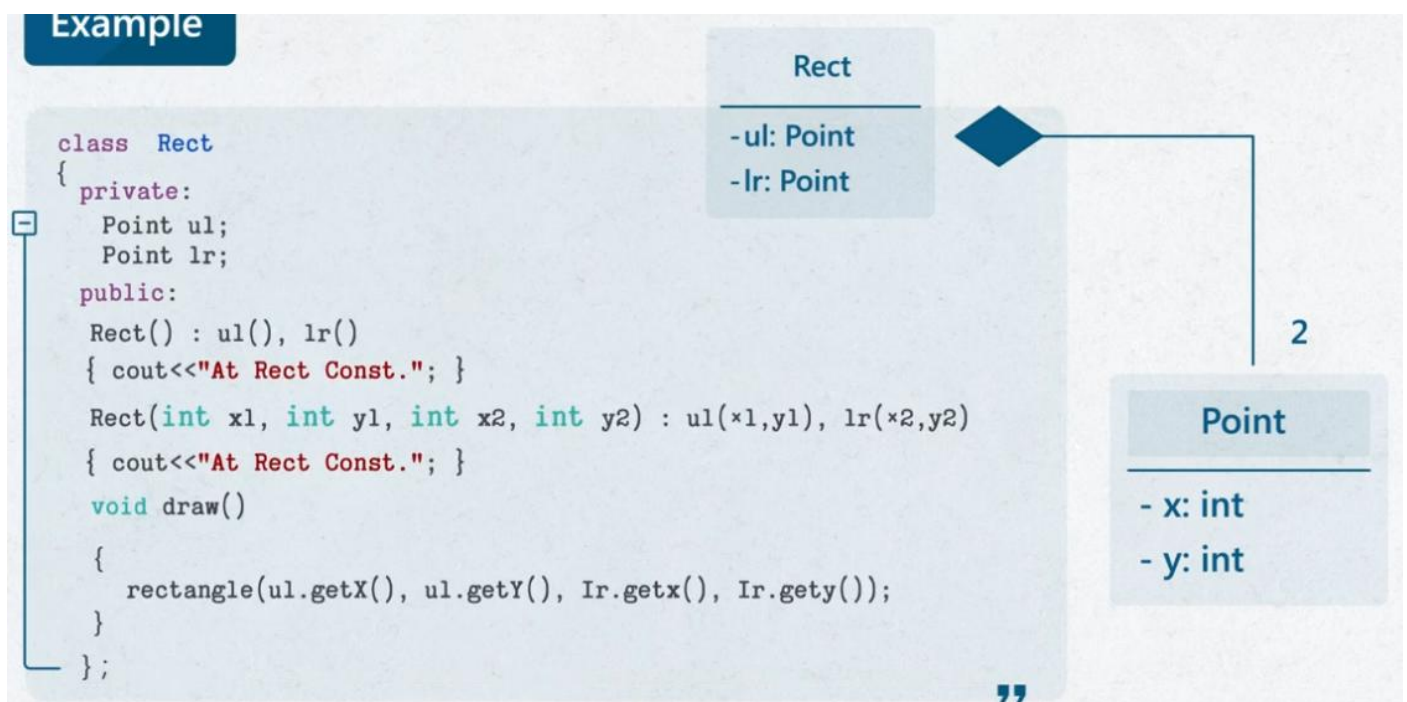 Example
class Rect
{
private:
Point ul;
Point lr;
public:
Rect() : ul(), lr()
{ cout<<"At Rect Const."; }
Rect(int x1, int y1, int x2, int y2) : ul(×1,y1), lr(×2,y2)
{ cout<<"At Rect Const."; }
void draw()
{
rectangle(ul.getX(), ul.getY(), Ir.getx(), Ir.gety());
}
};
Rect
-ul: Point
-lr: Point
2
Point
- x: int
- y: int